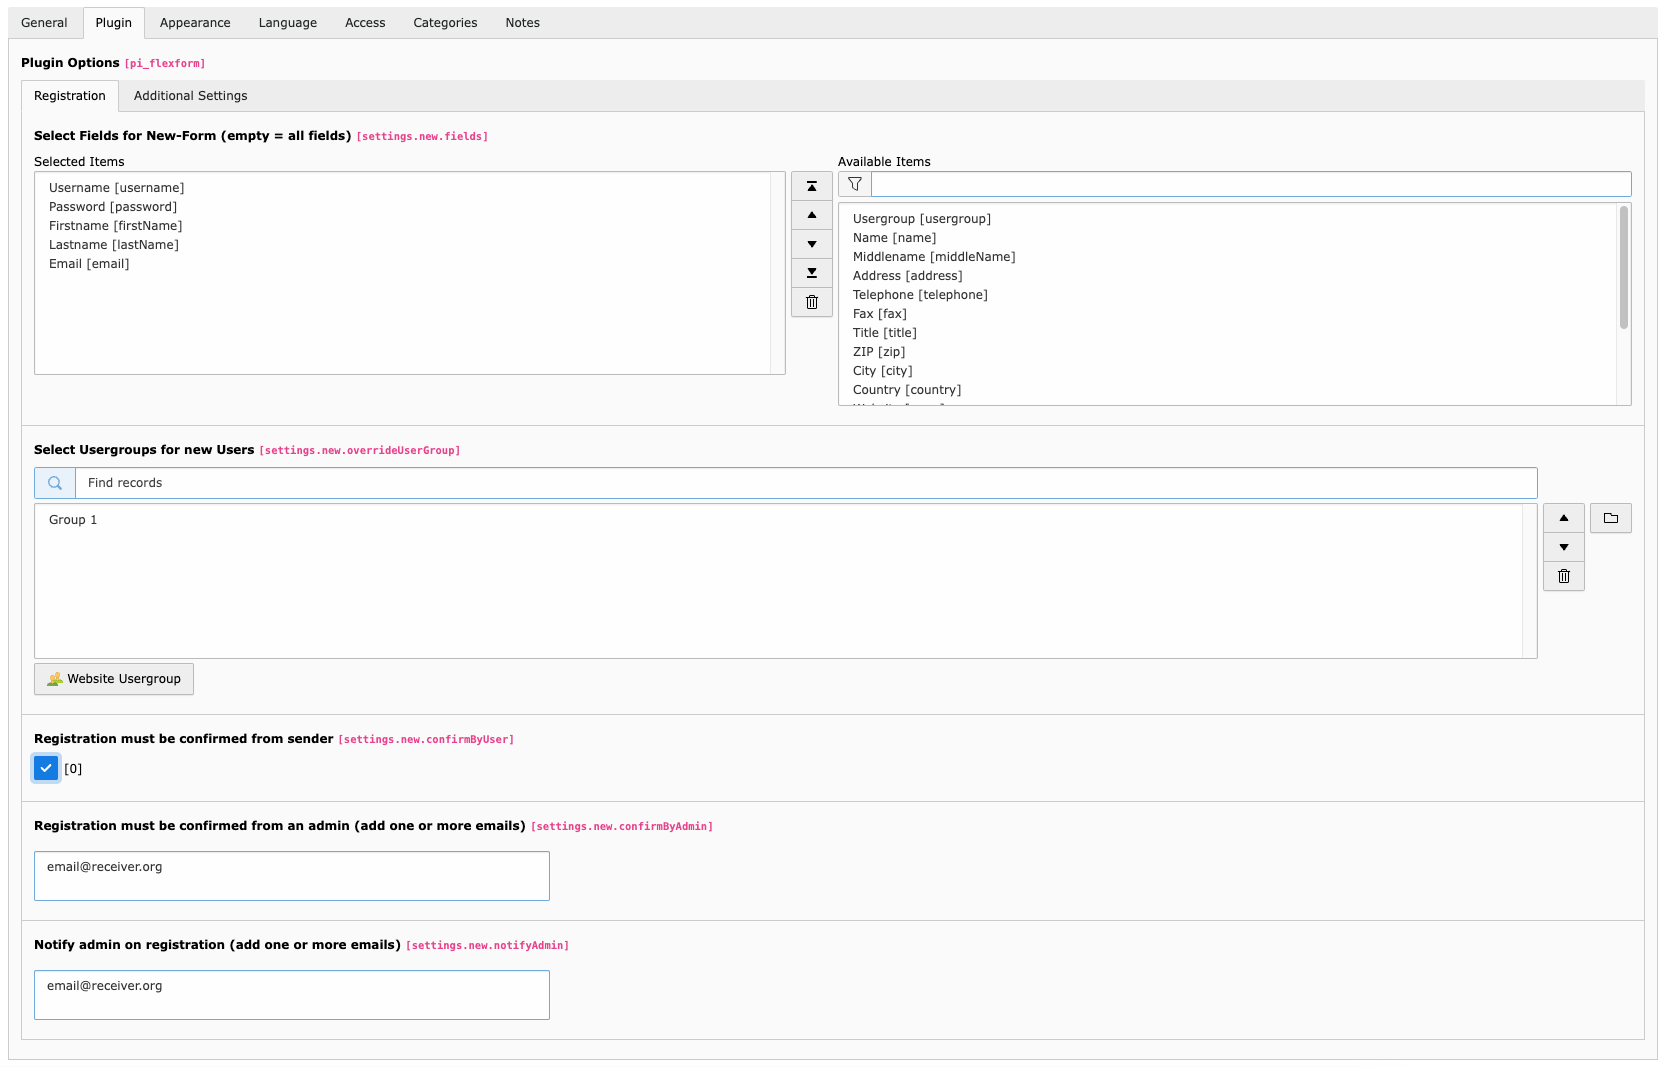 General Plugin Appearance Language Access Categories Notes
Plugin Options [pi_flexform]
Registration Additional Settings
Select Fields for New-Form (empty = all fields) [settings.new.fields]
Selected Items
Username [username]
Password [password]
Firstname [firstName]
Lastname [lastName]
Email [email]
Available Items
Usergroup [usergroup]
Name [name]
Middlename [middleName]
Address [address]
Telephone [telephone]
Fax [fax]
Title [title]
ZIP [zip]
City [city]
Country [country]
Select Usergroups for new Users [settings.new.overrideUserGroup]
Find records
Group 1
Website Usergroup
Registration must be confirmed from sender [settings.new.confirmByUser]
[0]
Registration must be confirmed from an admin (add one or more emails) [settings.new.confirmByAdmin]
email@receiver.org
Notify admin on registration (add one or more emails) [settings.new.notifyAdmin]
email@receiver.org